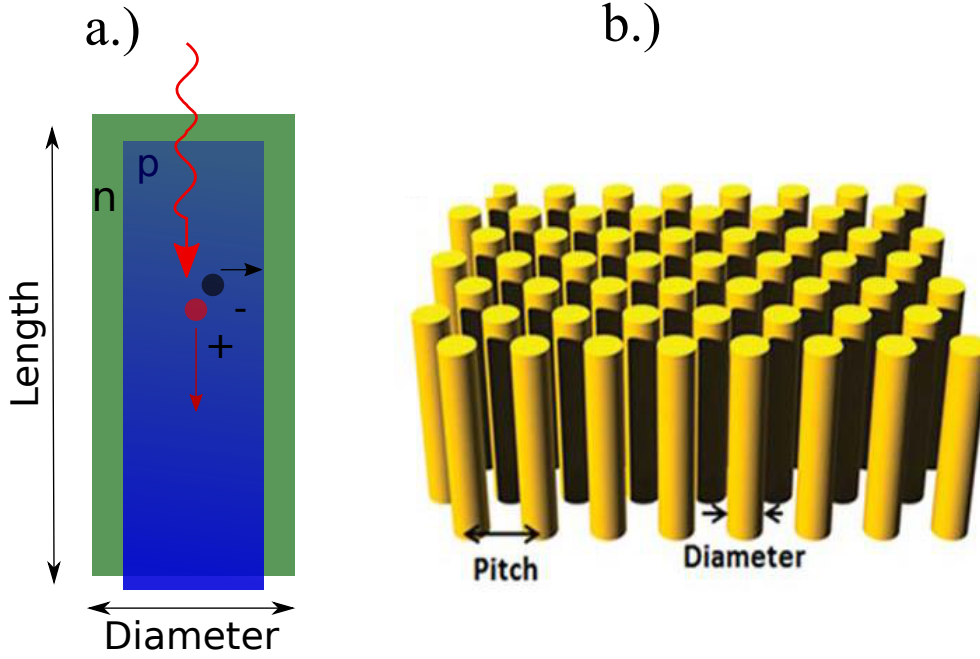 a.)
b.)
p
n
-
+
Length
Diameter
Pitch
Diameter